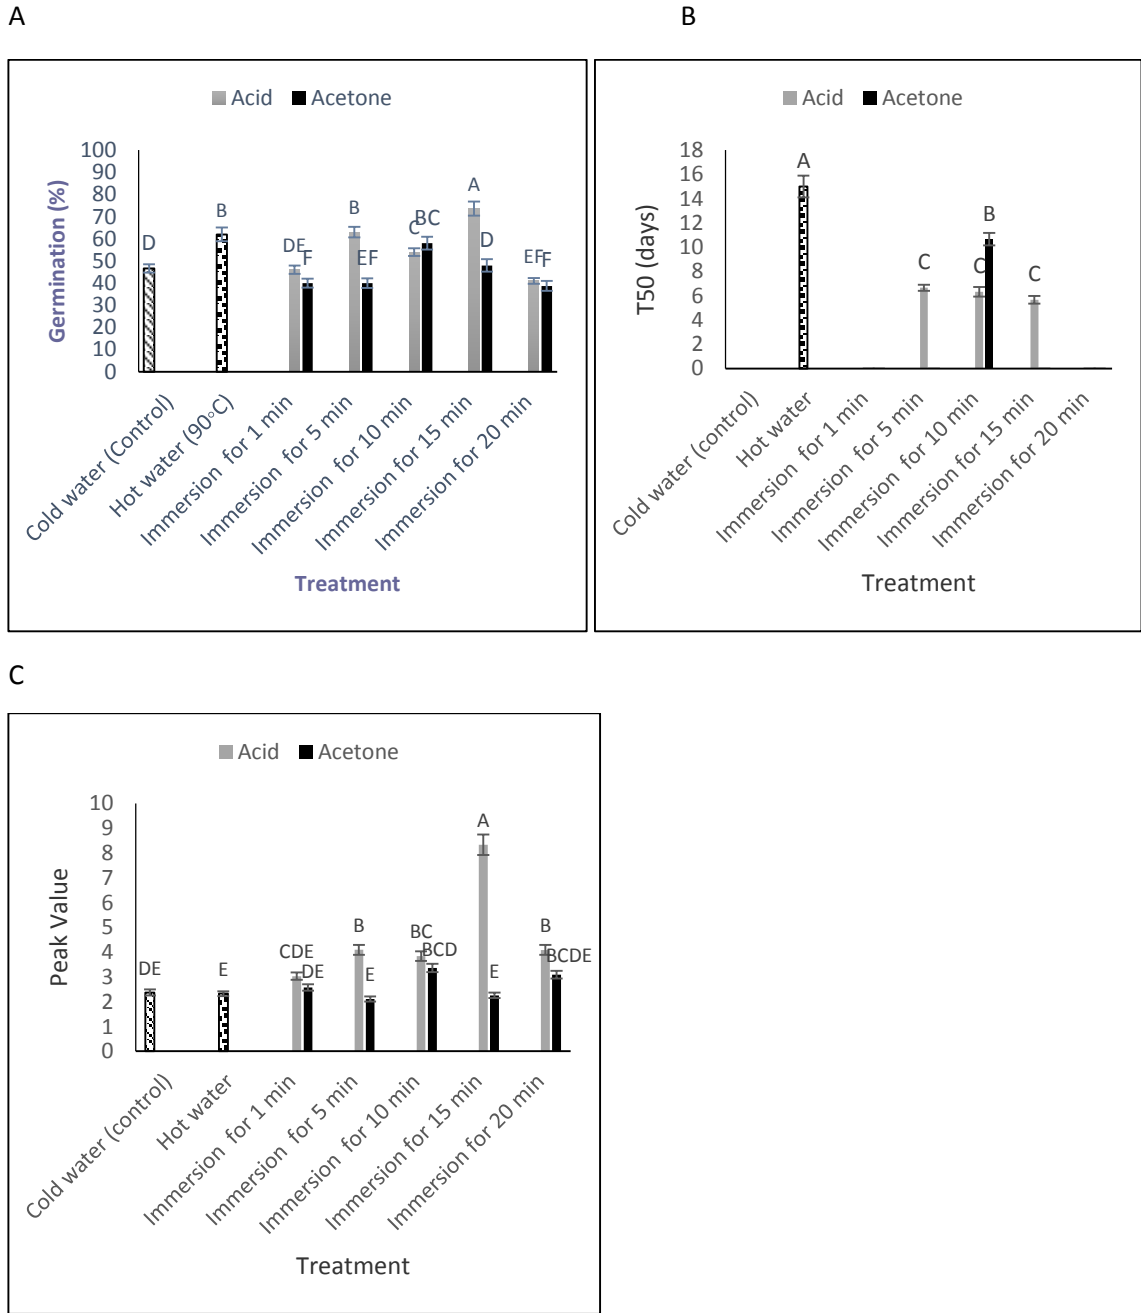 A
B
Acid Acetone
100
90
80
70
60
50
40
30
20
10
0
Germination (%)
D
B
DE
F
B
EF
C
BC
A
D
EF
F
Cold water (Control)
Hot water (90°C)
Immersion for 1 min
Immersion for 5 min
Immersion for 10 min
Immersion for 15 min
Immersion for 20 min
Treatment
Acid Acetone
18
16
14
12
10
8
6
4
2
0
T50 (days)
A
C
C
B
C
Cold water (control)
Hot water
Immersion for 1 min
Immersion for 5 min
Immersion for 10 min
Immersion for 15 min
Immersion for 20 min
Treatment
C
Acid Acetone
10
9
8
7
6
5
4
3
2
1
0
Peak Value
DE
E
CDE
DE
B
E
BC
BCD
A
E
B
BCDE
Cold water (control)
Hot water
Immersion for 1 min
Immersion for 5 min
Immersion for 10 min
Immersion for 15 min
Immersion for 20 min
Treatment